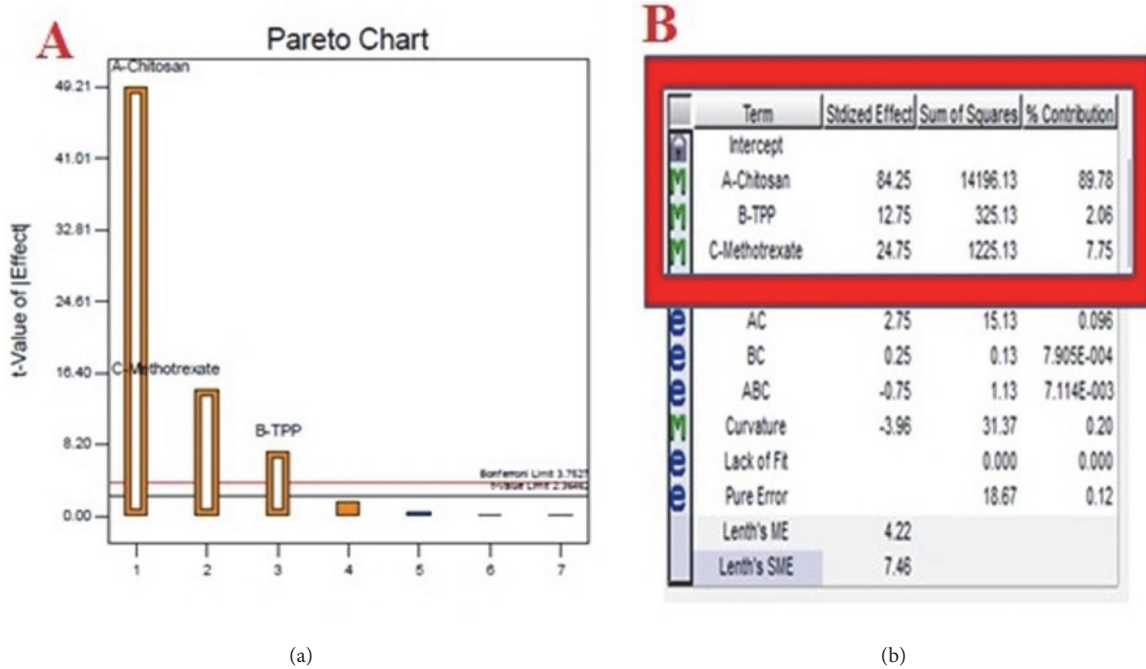 A
Pareto Chart
A-Chitosan
49.21
41.01
32.81
24.61
16.40
8.20
0.00
t-Value of |Effect|
C-Methotrexate
B-TPP
Bonferroni Limit 3.7627
t-Value Limit 2.36462
1 2 3 4 5 6 7
(a)
B
Term Stdized Effect Sum of Squares % Contribution
Intercept
M A-Chitosan 84.25 14196.13 89.78
M B-TPP 12.75 325.13 2.06
M C-Methotrexate 24.75 1225.13 7.75
e AC 2.75 15.13 0.096
e BC 0.25 0.13 7.905E-004
e ABC -0.75 1.13 7.114E-003
M Curvature -3.96 31.37 0.20
e Lack of Fit 0.000 0.000
e Pure Error 18.67 0.12
Lenth's ME 4.22
Lenth's SME 7.46
(b)